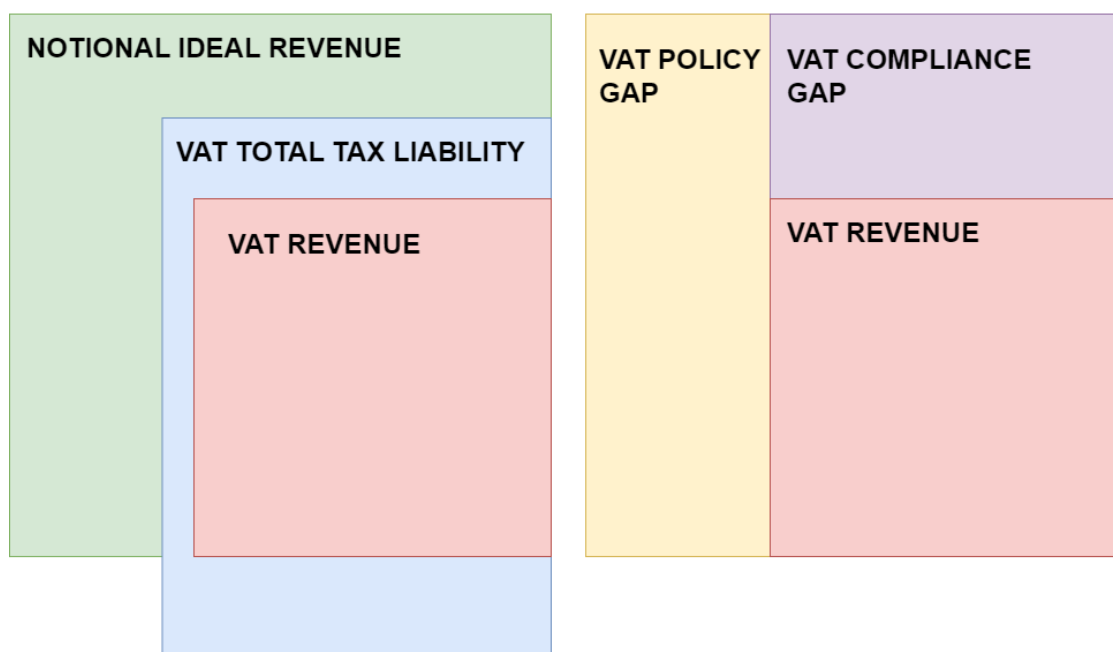 NOTIONAL IDEAL REVENUE
VAT TOTAL TAX LIABILITY
VAT REVENUE
VAT POLICY
GAP
VAT COMPLIANCE
GAP
VAT REVENUE